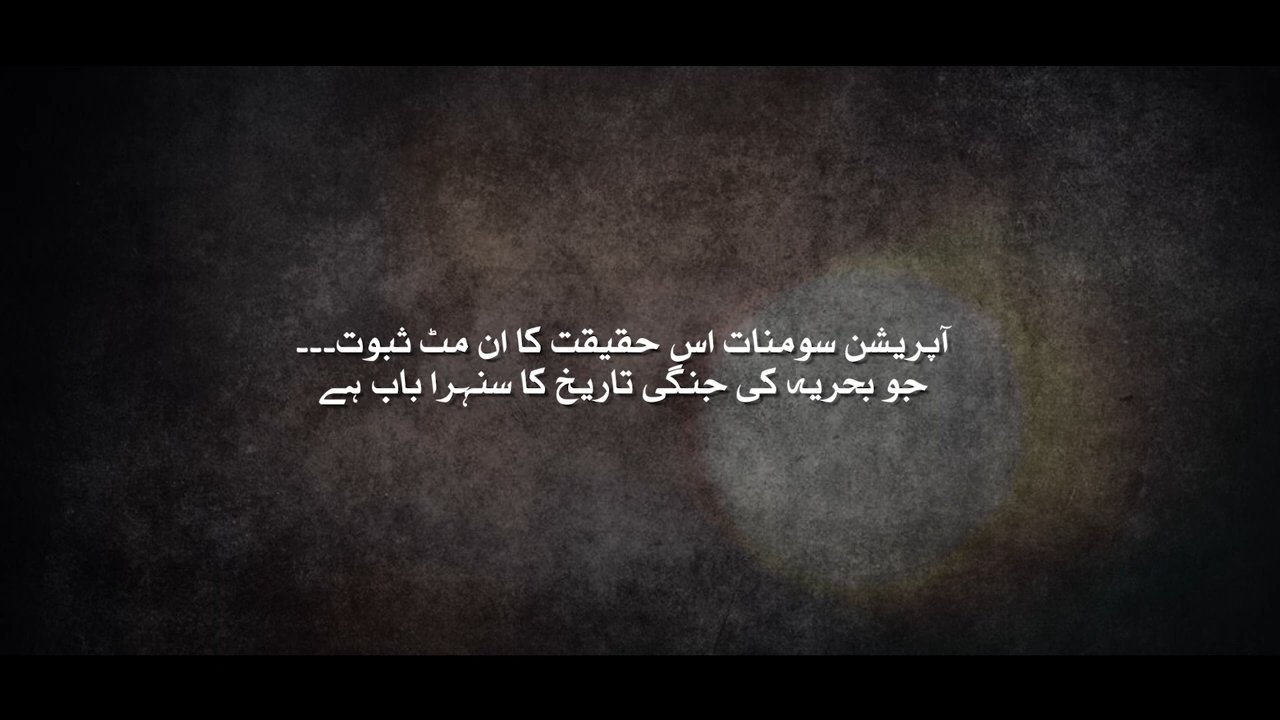 آپریشن سومنات اس حقیقت کا ان مٹ ثبوت۔۔۔
جو بحریہ کی جنگی تاریخ کا سنہرا باب ہے